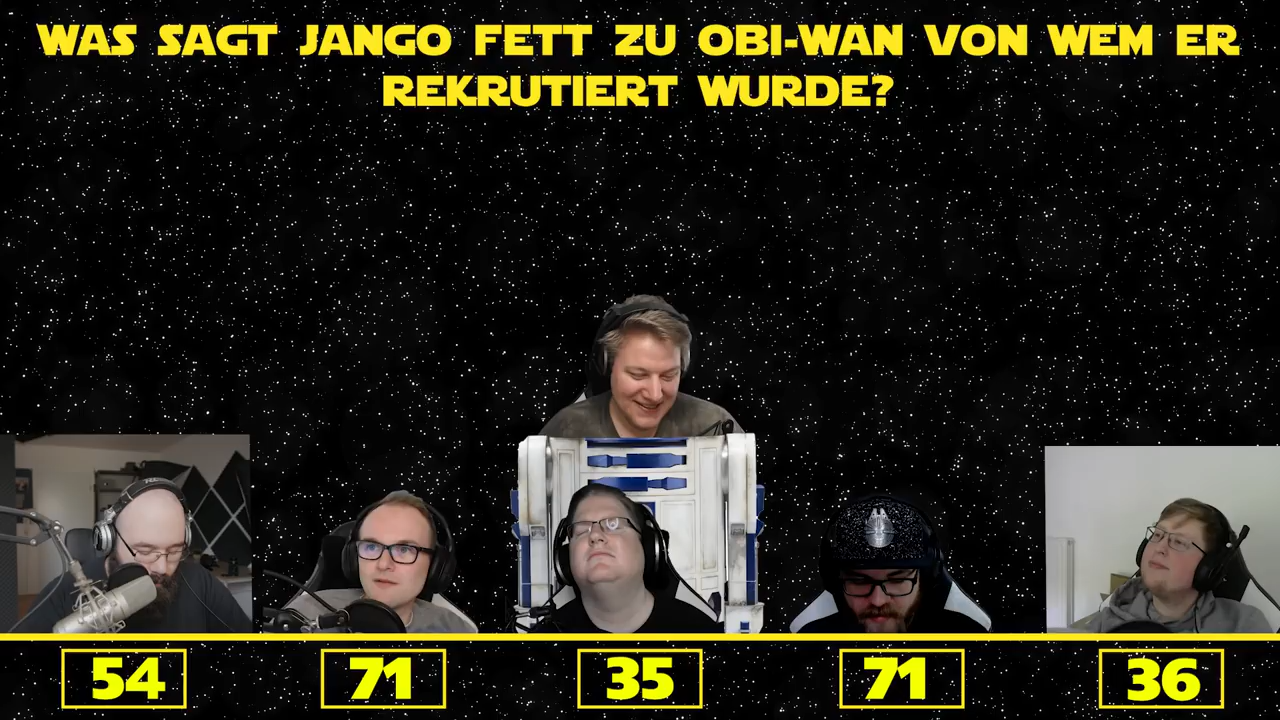 WAS SAGT JANGO FETT ZU OBI-WAN VON WEM ER
REKRUTIERT WURDE?
54
71
35
71
36